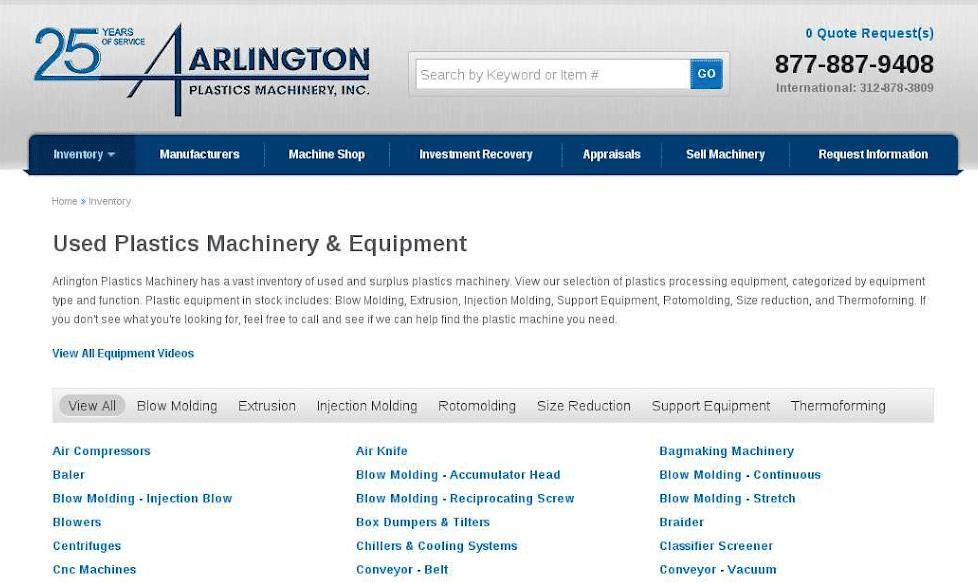 25 YEARS
OF SERVICE
ARLINGTON
PLASTICS MACHINERY, INC.
Search by Keyword or Item #
GO
0 Quote Request(s)
877-887-9408
International: 312-878-3809
Inventory Manufacturers Machine Shop Investment Recovery Appraisals Sell Machinery Request Information
Home » Inventory
Used Plastics Machinery & Equipment
Arlington Plastics Machinery has a vast inventory of used and surplus plastics machinery. View our selection of plastics processing equipment, categorized by equipment
type and function. Plastic equipment in stock includes: Blow Molding, Extrusion, Injection Molding, Support Equipment, Rotomolding, Size reduction, and Thermoforning. If
you don't see what you're looking for, feel free to call and see if we can help find the plastic machine you need.
View All Equipment Videos
View All Blow Molding Extrusion Injection Molding Rotomolding Size Reduction Support Equipment Thermoforming
Air Compressors Air Knife Bagmaking Machinery
Baler Blow Molding - Accumulator Head Blow Molding - Continuous
Blow Molding - Injection Blow Blow Molding - Reciprocating Screw Blow Molding - Stretch
Blowers Box Dumpers & Tilters Braider
Centrifuges Chillers & Cooling Systems Classifier Screener
Cnc Machines Conveyor - Belt Conveyor - Vacuum